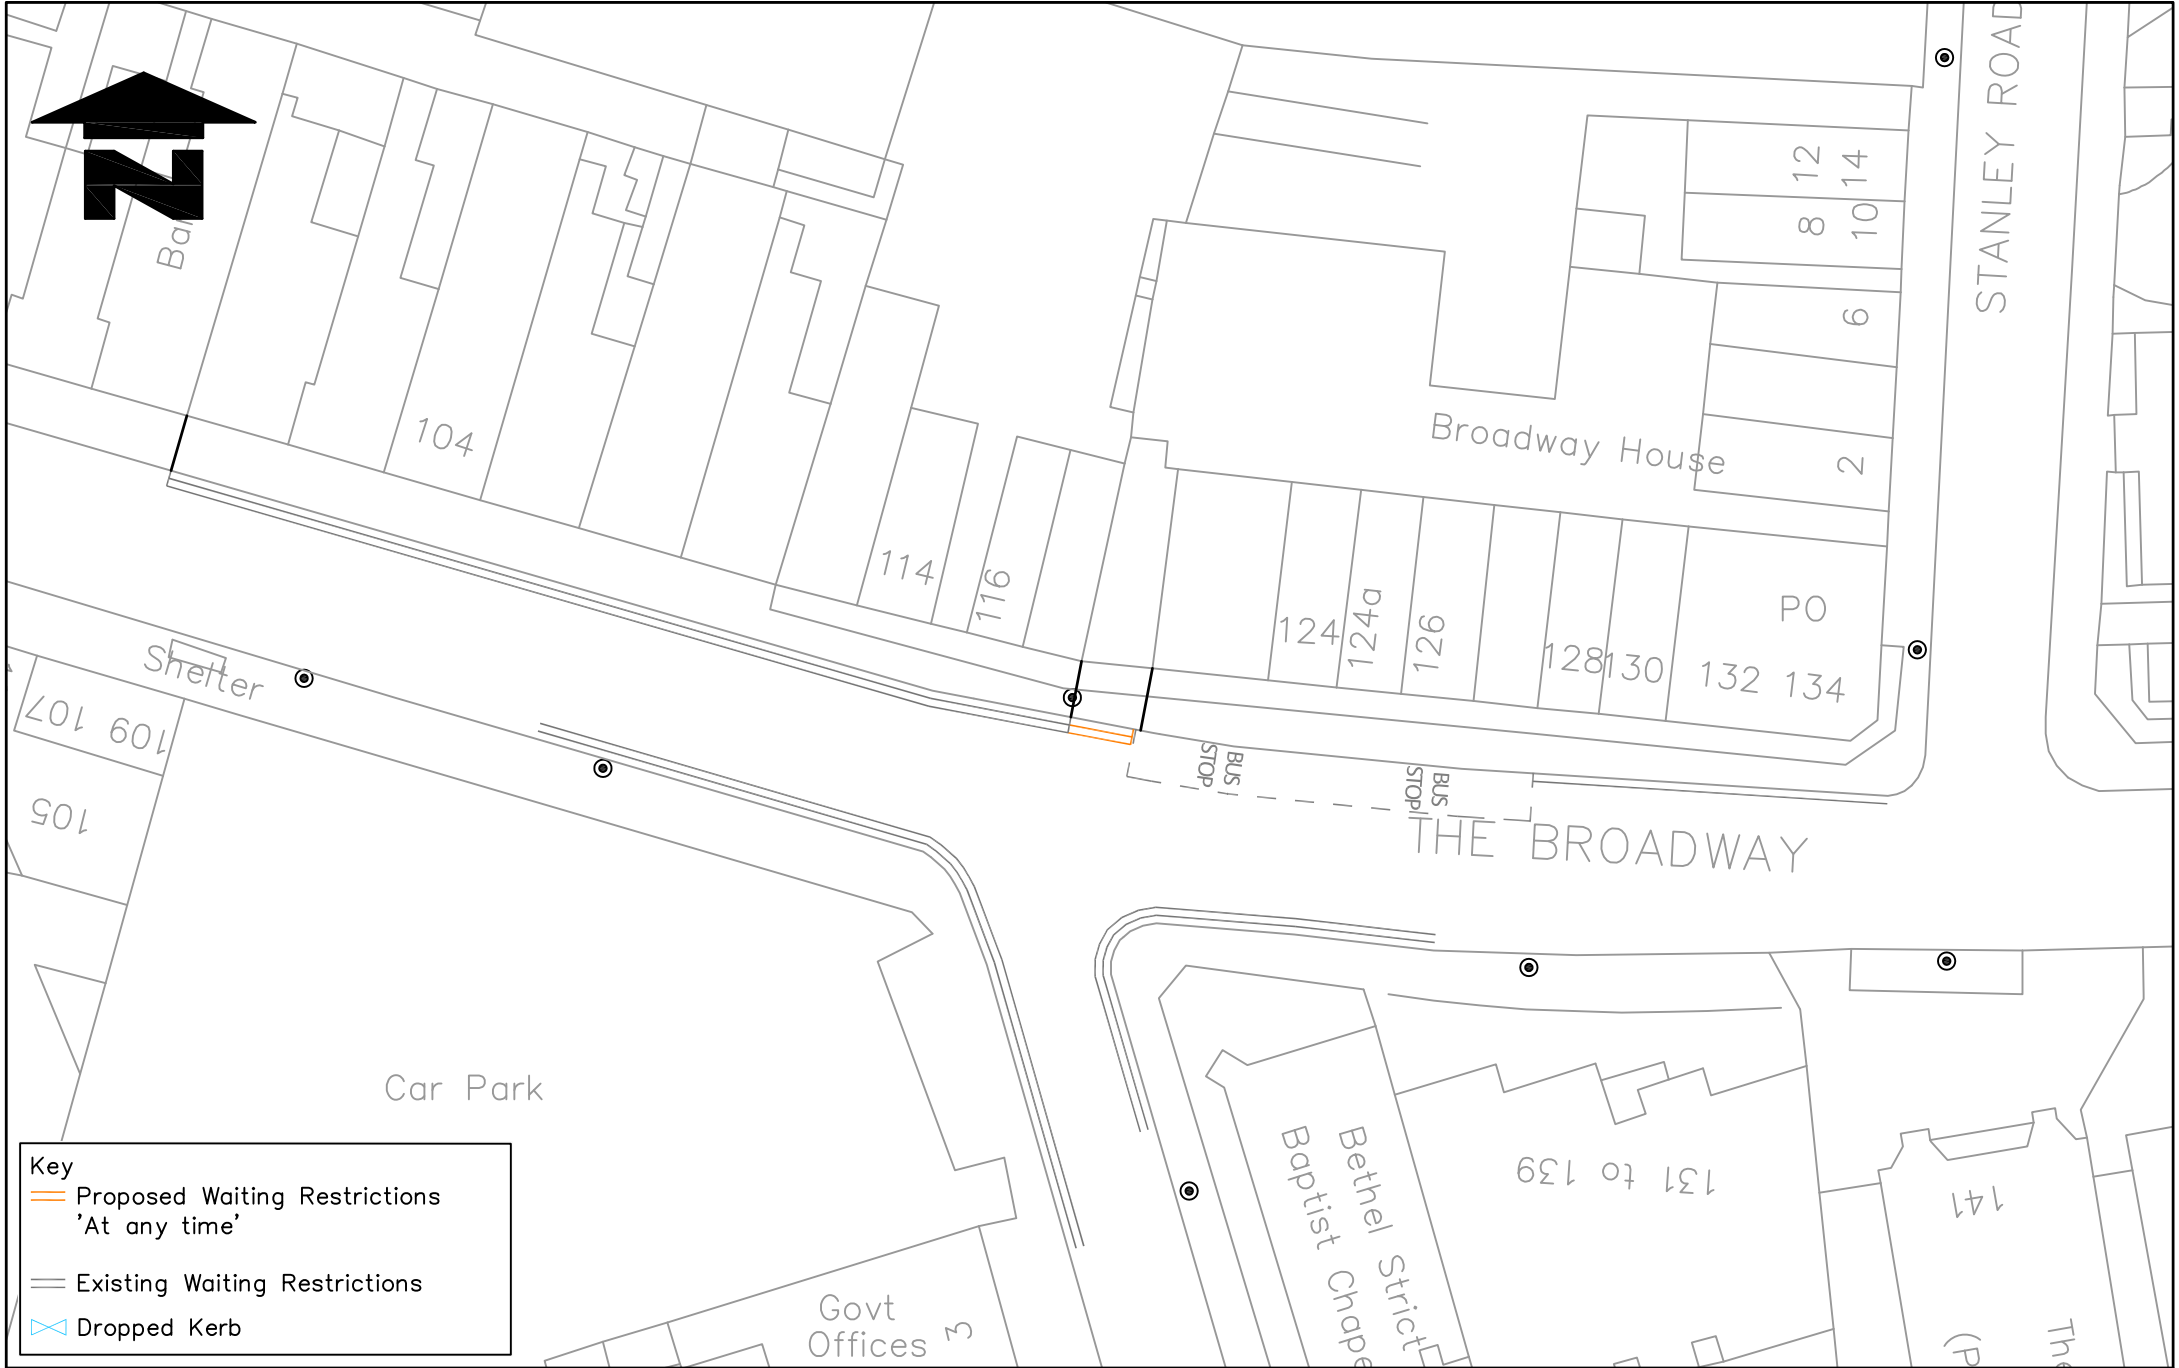 STANLEY ROAD
12
14
8
10
6
2
N
104
Broadway House
114
116
124
124a
126
128
130
132 134
PO
Shelter
107
109
105
BUS
STOP
BUS
STOP
THE BROADWAY
Car Park
Bethel Strict
Baptist Chape
131 to 139
141
The
(P
Govt
Offices
3
Key
Proposed Waiting Restrictions
'At any time'
Existing Waiting Restrictions
Dropped Kerb